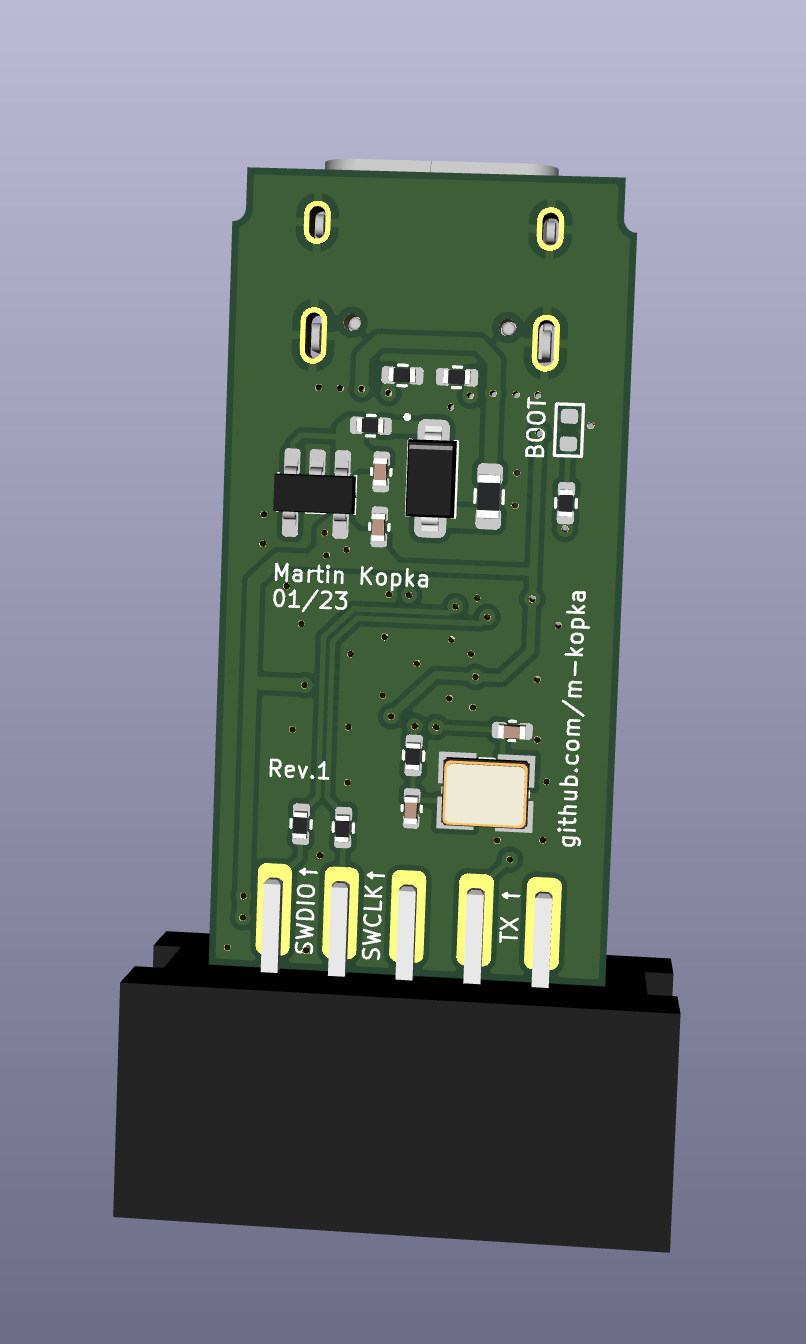 BOOT
Martin Kopka
01/23
github.com/m-kopka
Rev.1
SWDIO↑
SWCLK↑
TX ↑